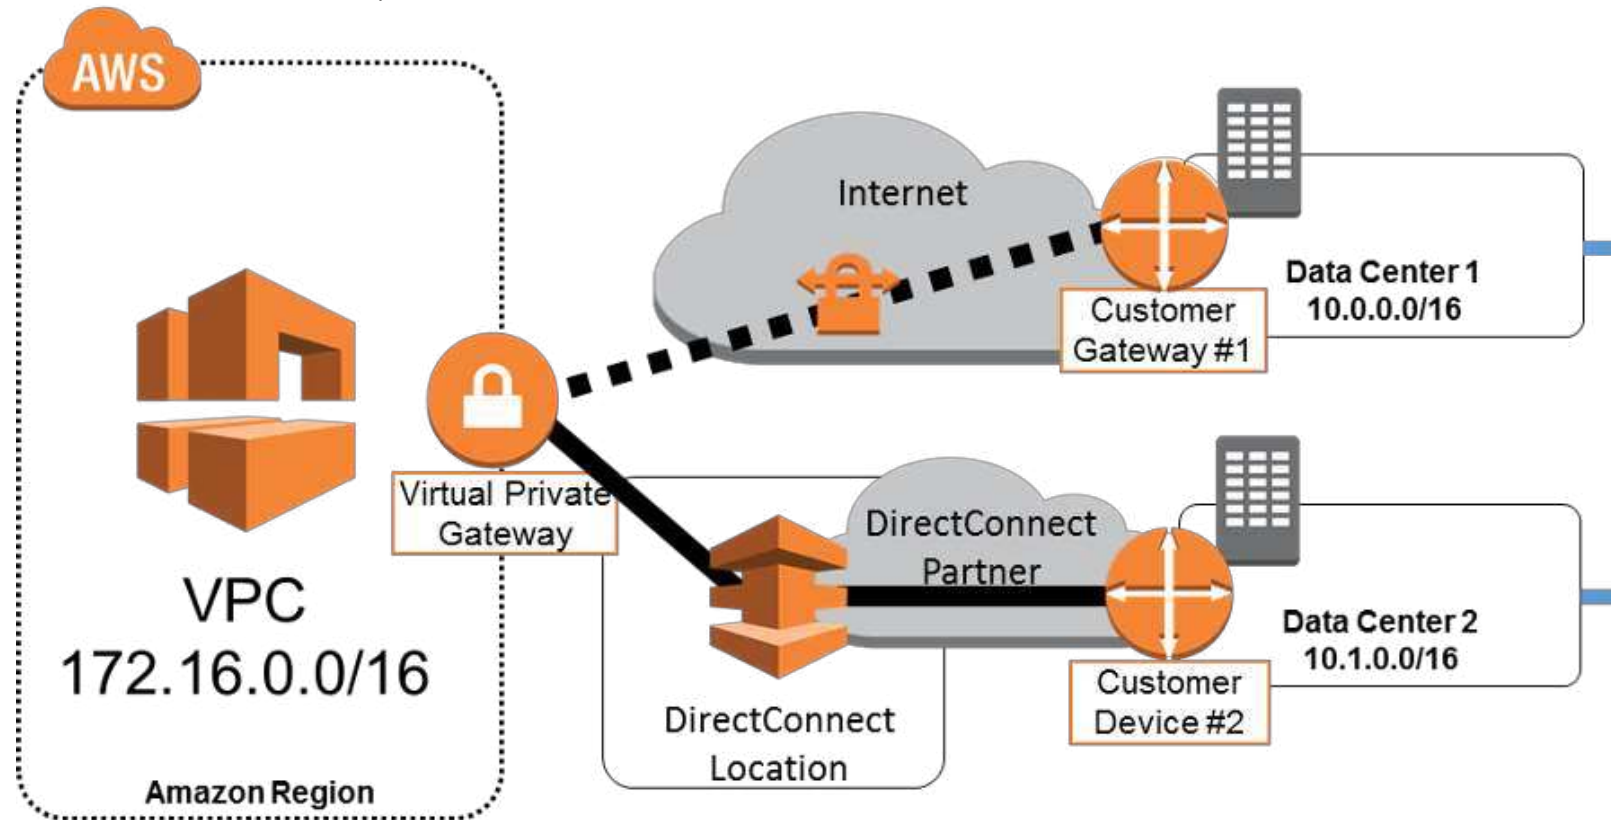 AWS
Internet
Data Center 1
10.0.0.0/16
Customer
Gateway #1
Virtual Private
Gateway
DirectConnect
Partner
VPC
172.16.0.0/16
Data Center 2
10.1.0.0/16
Customer
Device #2
DirectConnect
Location
Amazon Region